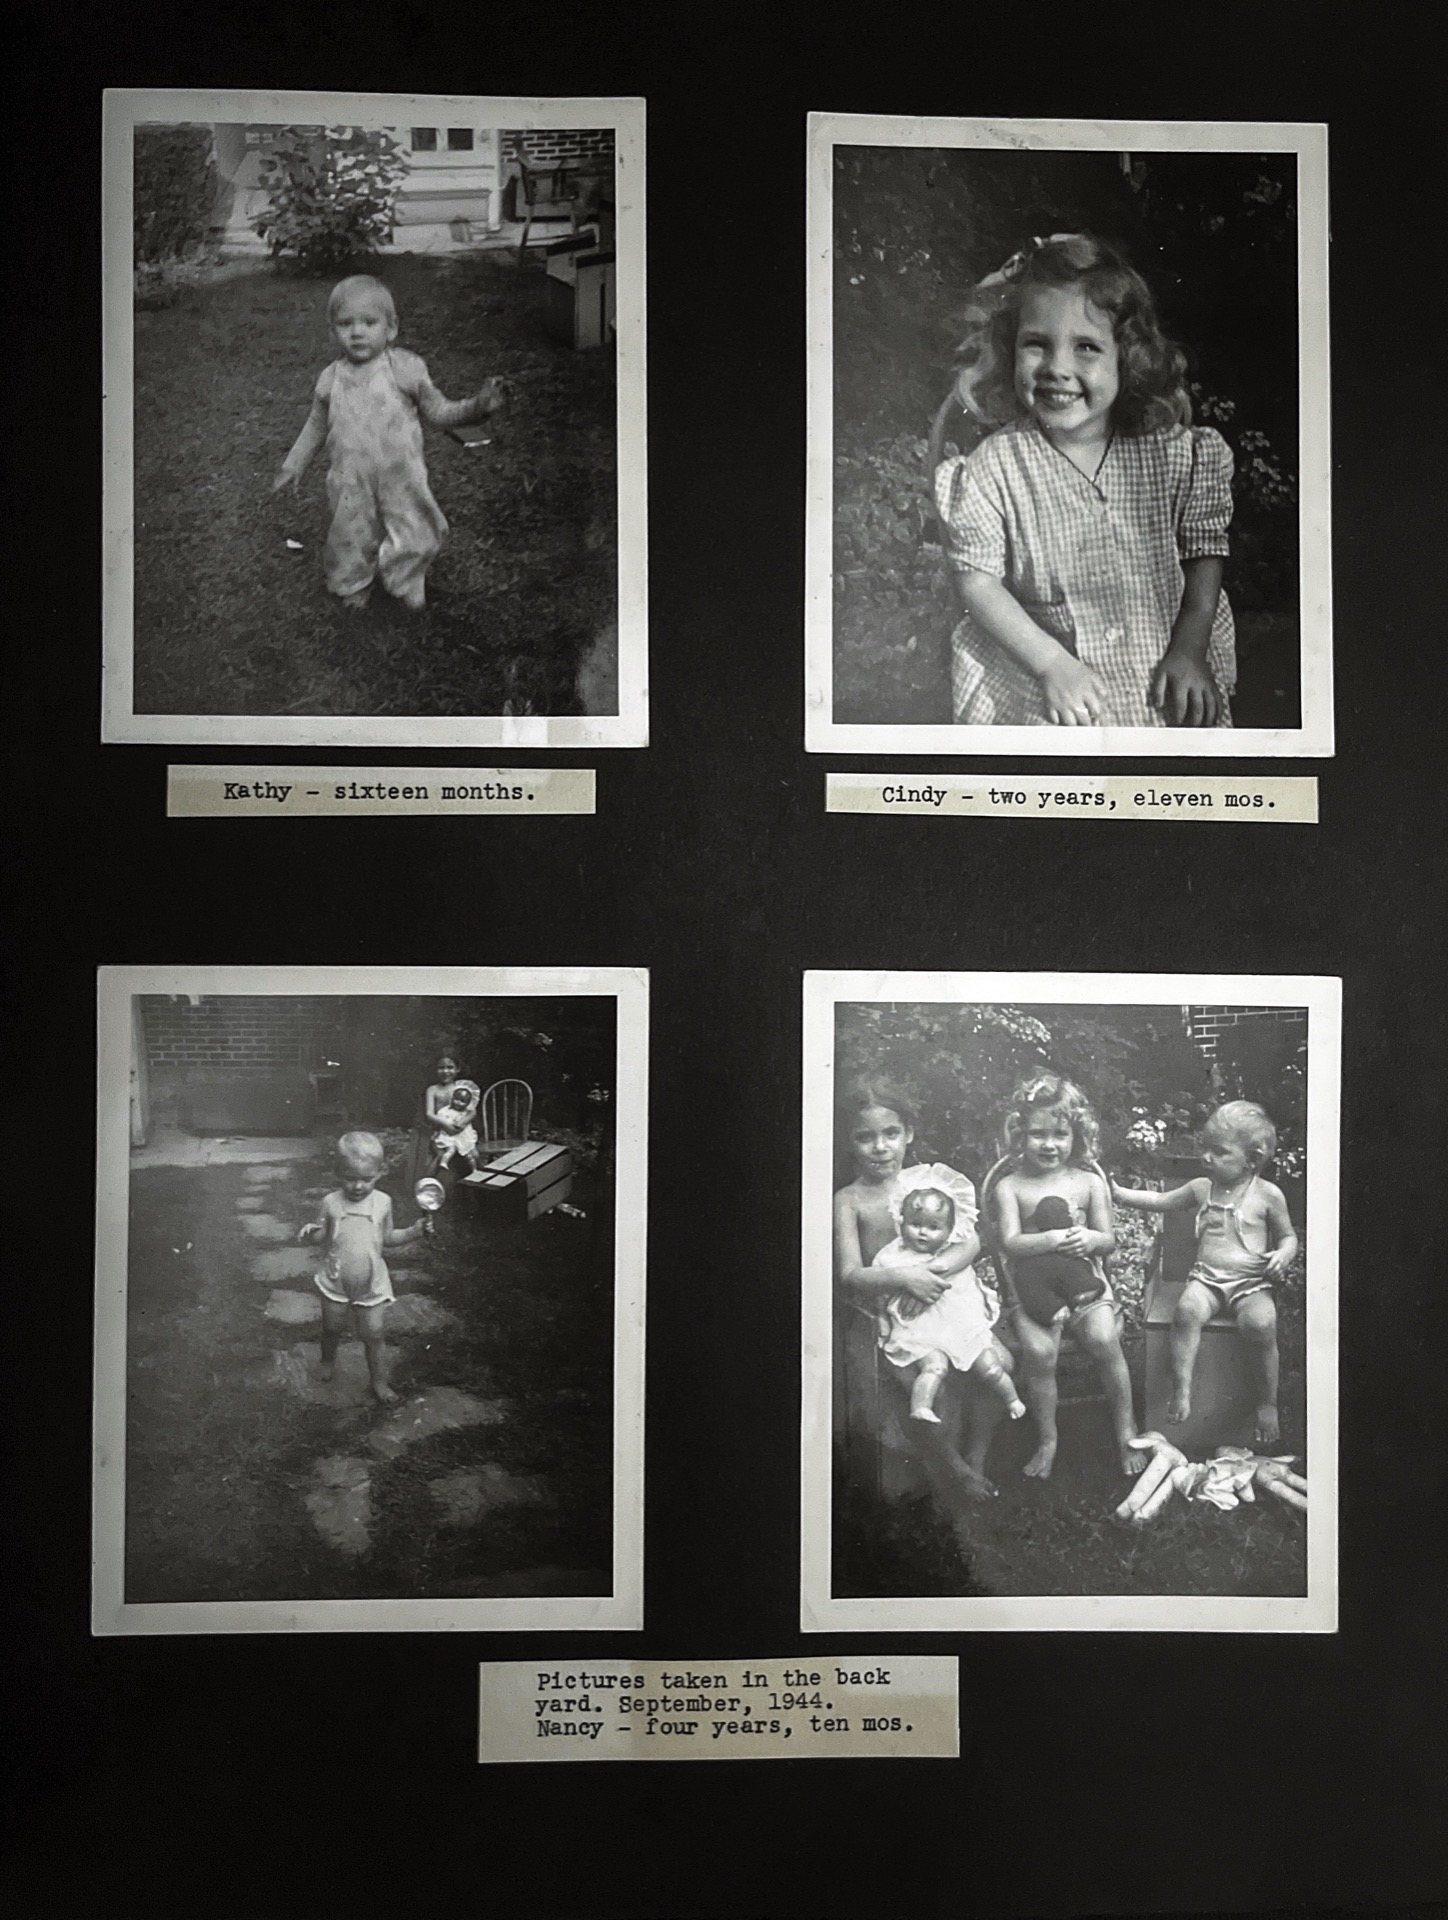 Kathy - sixteen months.
Cindy - two years, eleven mos.
Pictures taken in the back
yard. September, 1944.
Nancy - four years, ten mos.